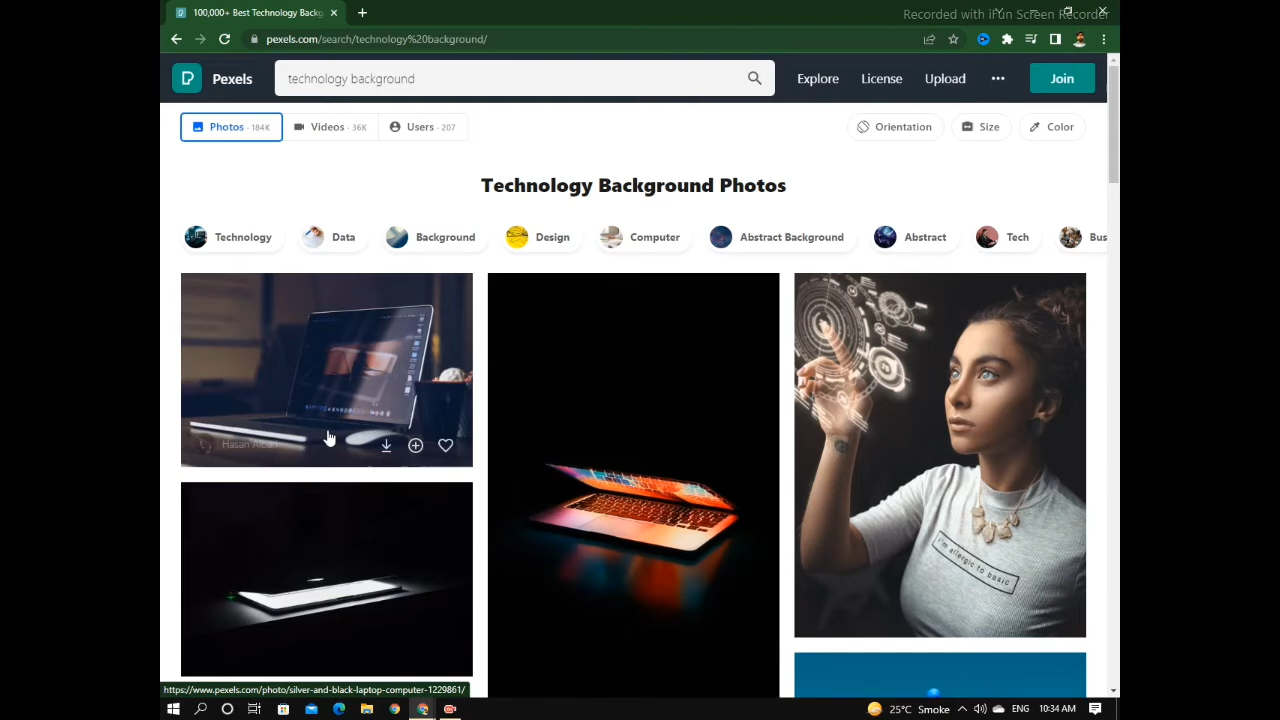 100,000+ Best Technology Backg
Recorded with iFun Screen Recorder
pexels.com/search/technology%20background/
Pexels
technology background
Explore
License
Upload
Join
Photos · 184K
Videos · 36K
Users · 207
Orientation
Size
Color
Technology Background Photos
Technology
Data
Background
Design
Computer
Abstract Background
Abstract
Tech
Bus
Hasan Albari
i'm allergic to basic
https://www.pexels.com/photo/silver-and-black-laptop-computer-1229861/
25°C Smoke
ENG
10:34 AM